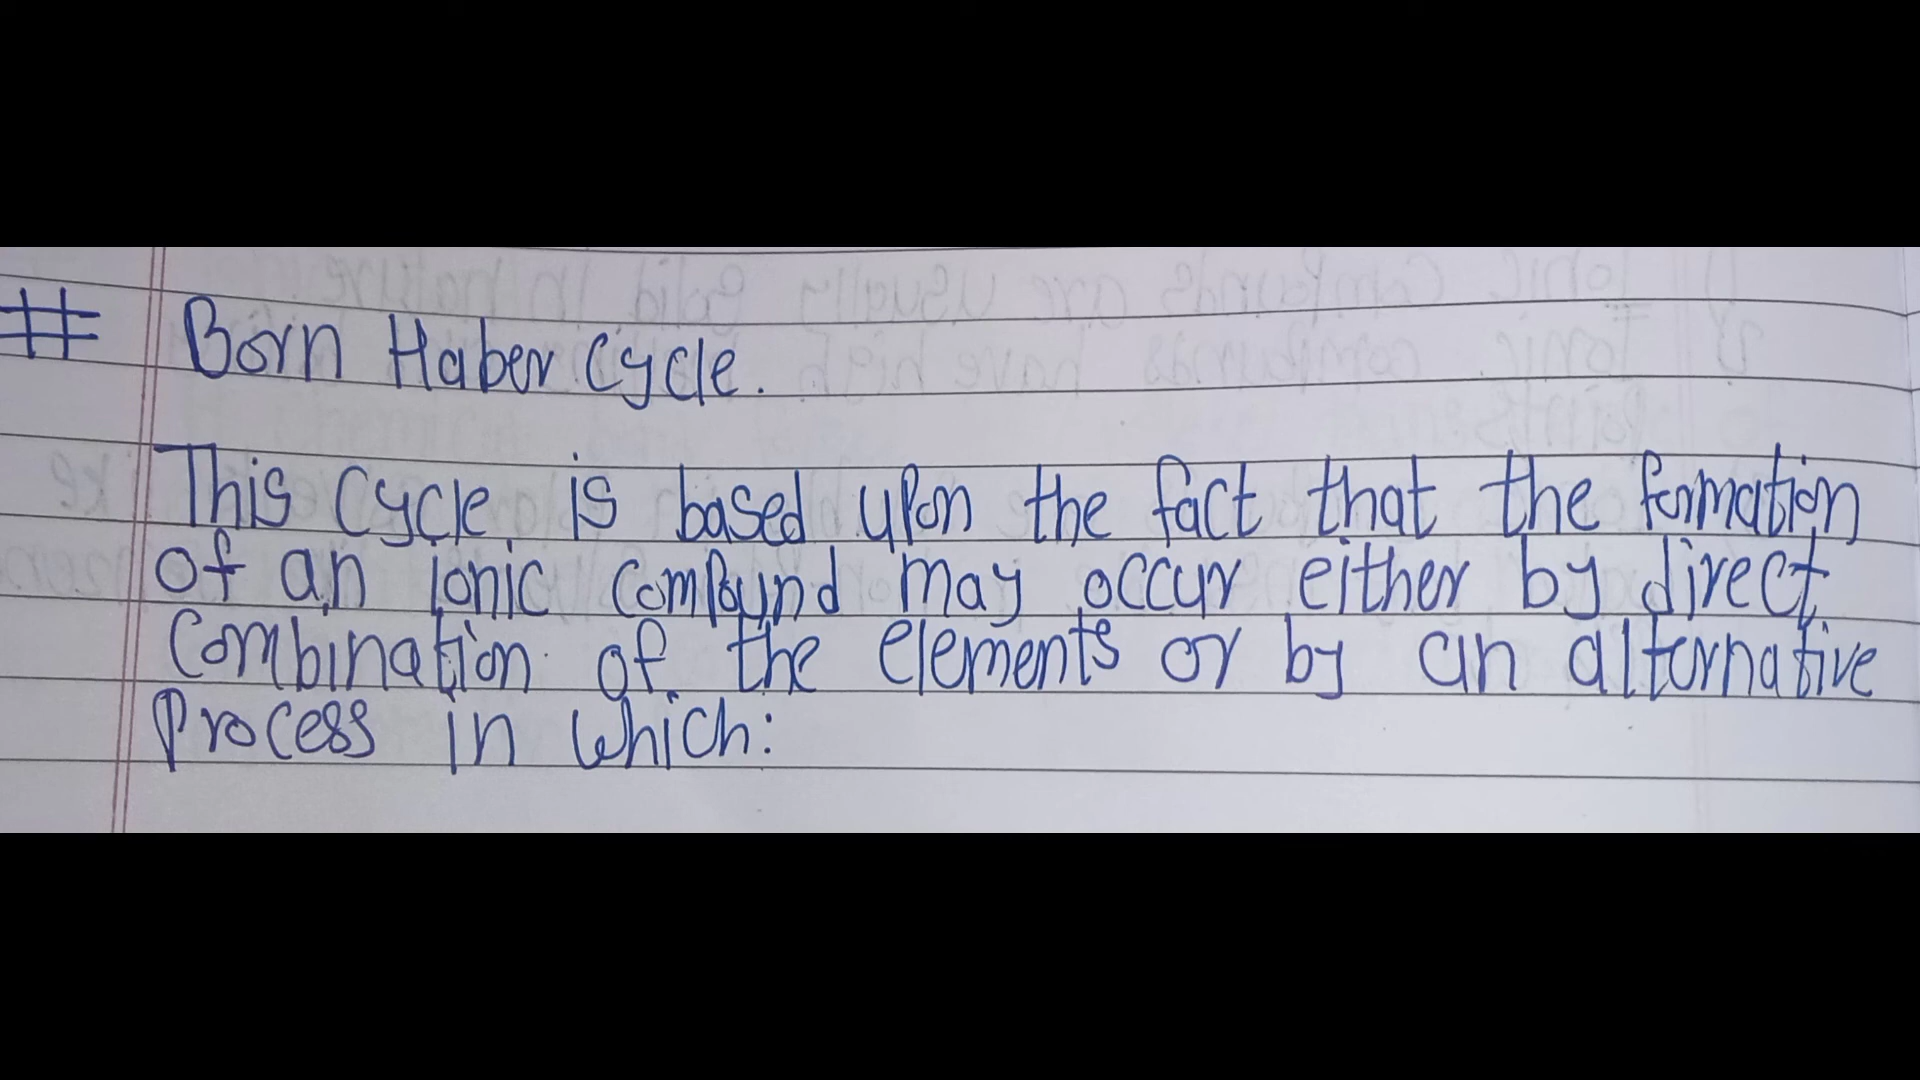 # Born Haber Cycle.
This Cycle is based upon the fact that the formation
of an ionic compound may occur either by direct
Combination of the elements or by an alternative
Process in which: